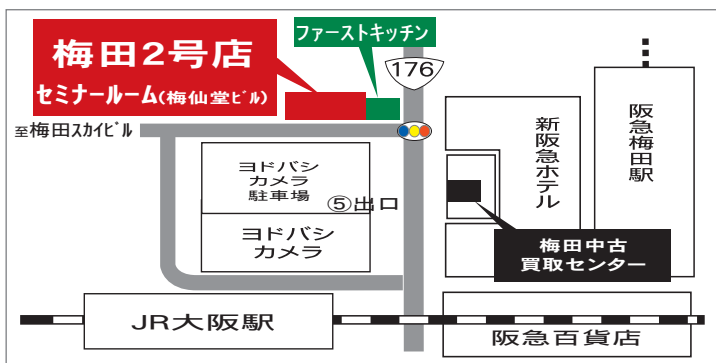 ファーストキッチン
梅田2号店
セミナールーム(梅仙堂ビル)
176
至梅田スカイビル
ヨドバシ
カメラ
駐車場
⑤出口
ヨドバシ
カメラ
新阪急ホテル
阪急梅田駅
梅田中古
買取センター
JR大阪駅
阪急百貨店